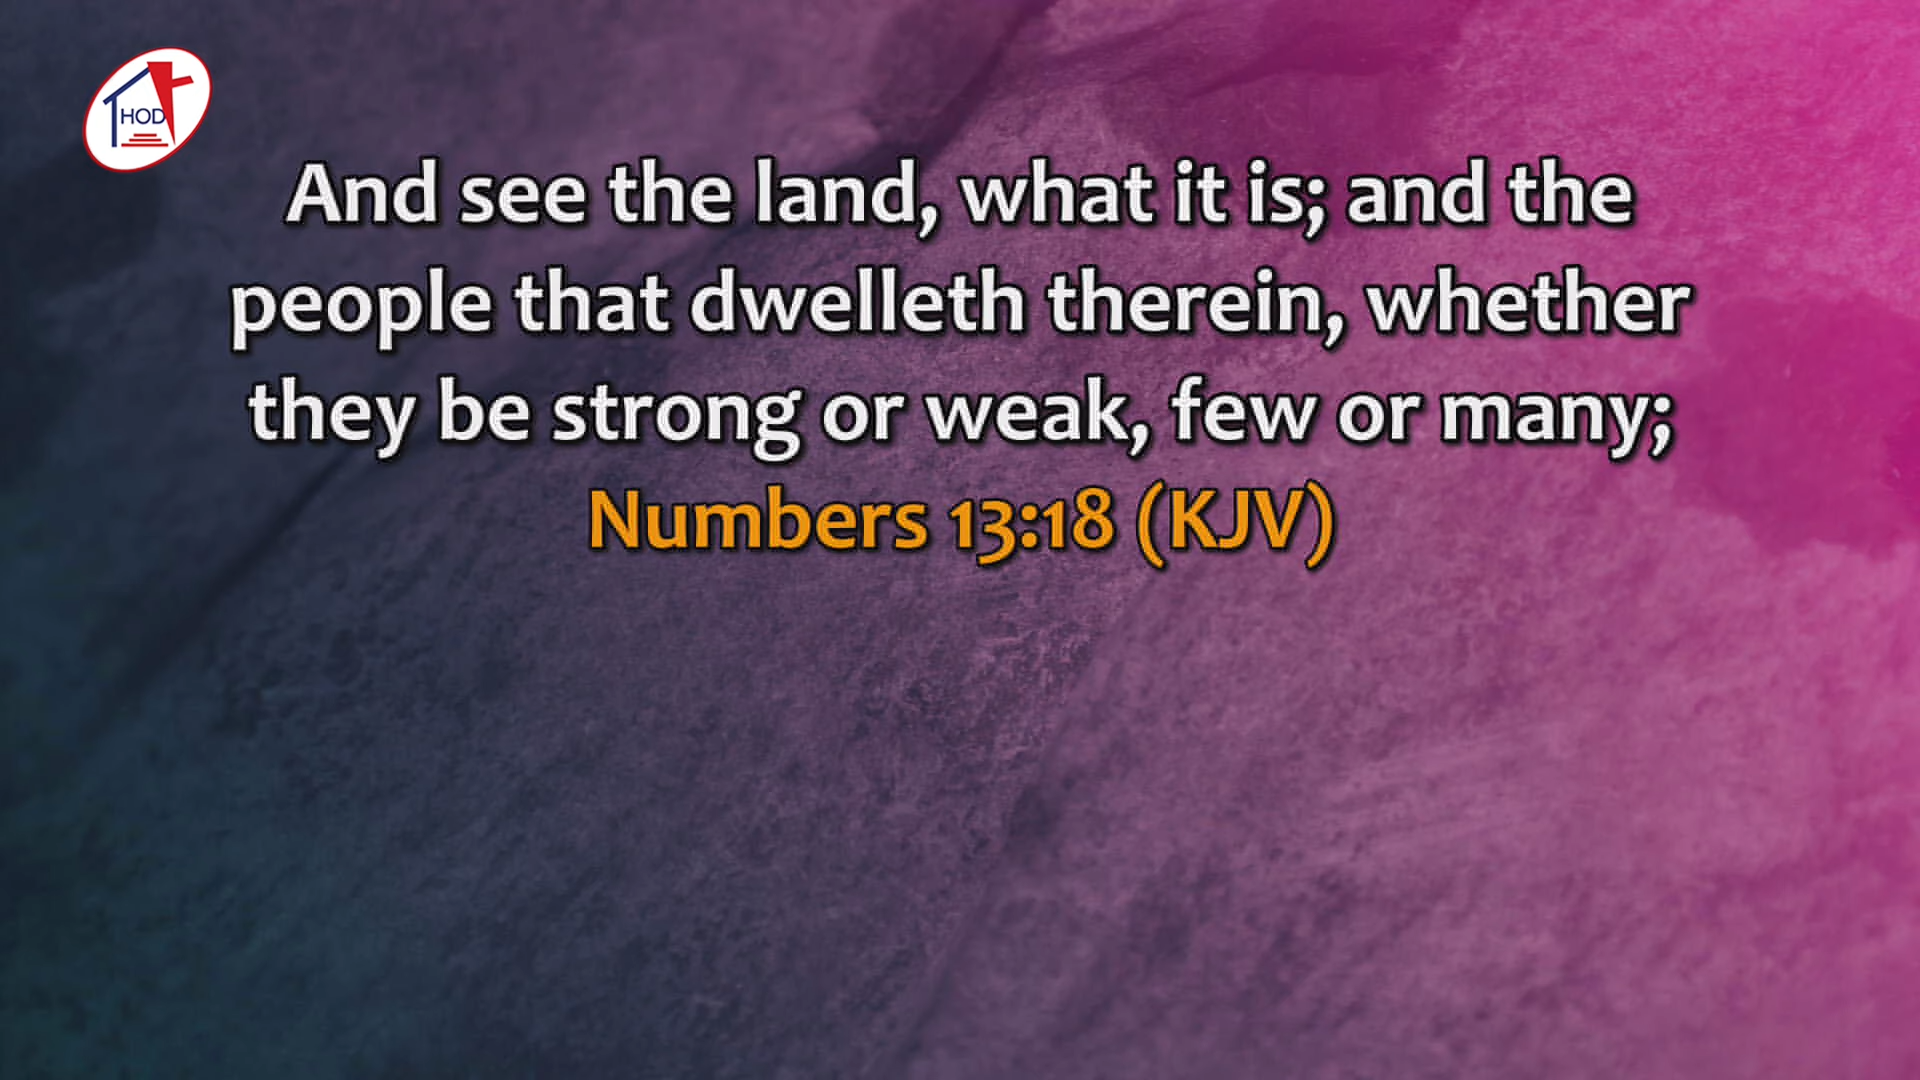 HOD
And see the land, what it is; and the
people that dwelleth therein, whether
they be strong or weak, few or many;
Numbers 13:18 (KJV)